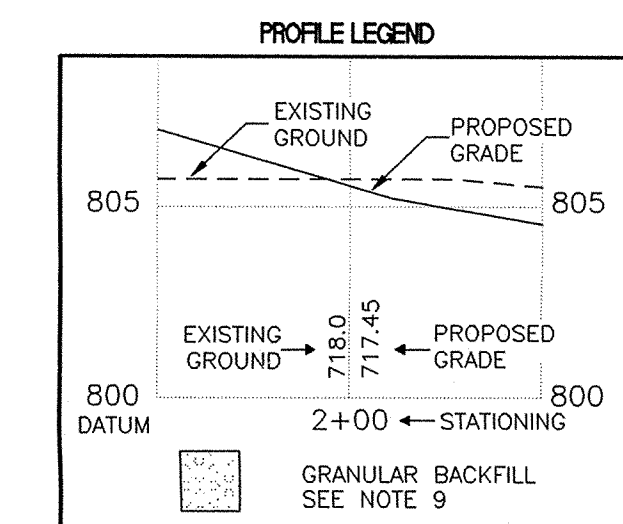 PROFILE LEGEND
EXISTING
GROUND
PROPOSED
GRADE
805
805
EXISTING
GROUND
718.0
717.45
PROPOSED
GRADE
800
800
DATUM
2+00
STATIONING
GRANULAR BACKFILL
SEE NOTE 9